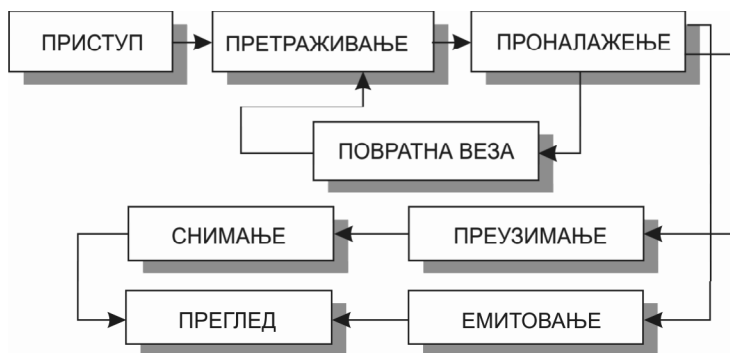 ПРИСТУП
ПРЕТРАЖИВАЊЕ
ПРОНАЛАЖЕЊЕ
ПОВРАТНА ВЕЗА
СНИМАЊЕ
ПРЕУЗИМАЊЕ
ПРЕГЛЕД
ЕМИТОВАЊЕ